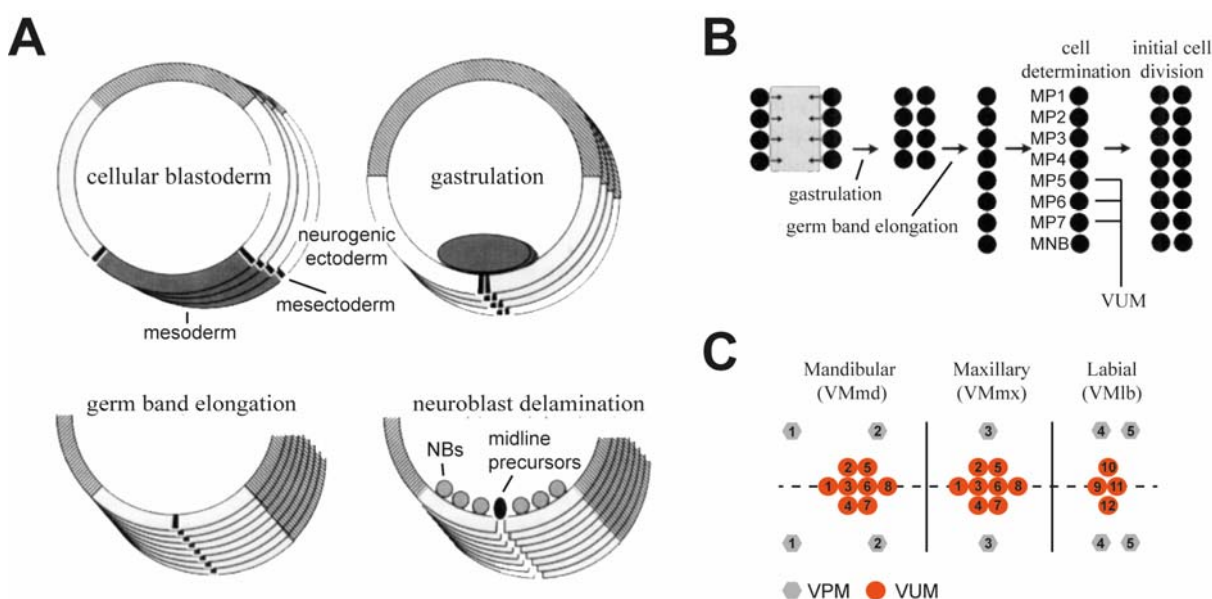 A
cellular blastoderm
gastrulation
neurogenic
ectoderm
mesectoderm
mesoderm
germ band elongation
neuroblast delamination
NBs
midline
precursors
B
cell
determination
initial cell
division
MP1
MP2
MP3
MP4
MP5
MP6
MP7
MNB
gastrulation
germ band elongation
VUM
C
Mandibular
(VMmd)
Maxillary
(VMmx)
Labial
(VMlb)
1 2 3 4 5
2 5 2 5 10
1 3 6 8 1 3 6 8 9 11
4 7 4 7 12
1 2 3 4 5
VPM VUM